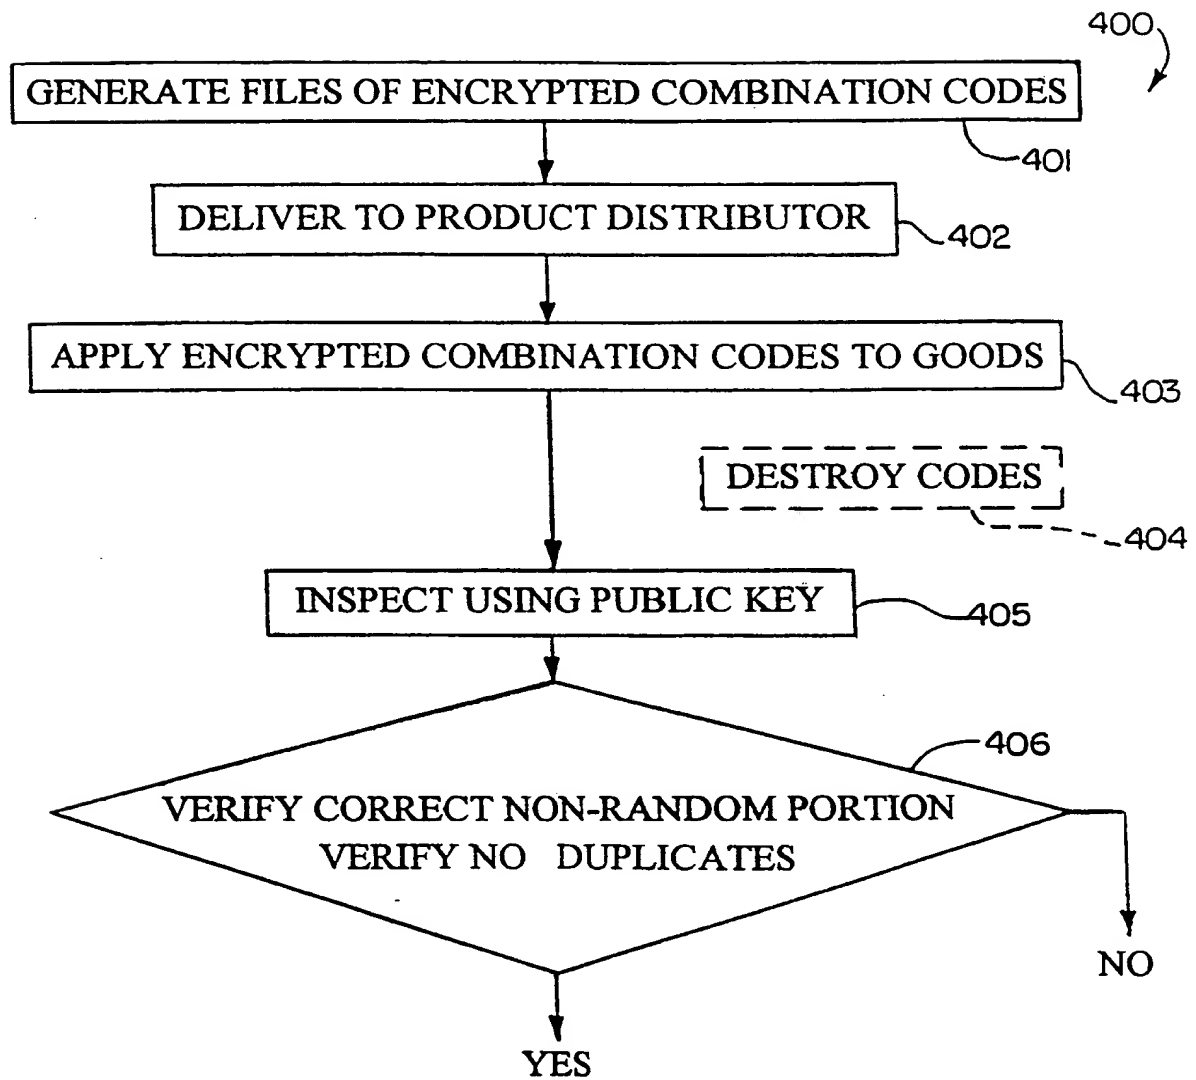 400
GENERATE FILES OF ENCRYPTED COMBINATION CODES
401
DELIVER TO PRODUCT DISTRIBUTOR
402
APPLY ENCRYPTED COMBINATION CODES TO GOODS
403
DESTROY CODES
404
INSPECT USING PUBLIC KEY
405
406
VERIFY CORRECT NON-RANDOM PORTION
VERIFY NO DUPLICATES
NO
YES